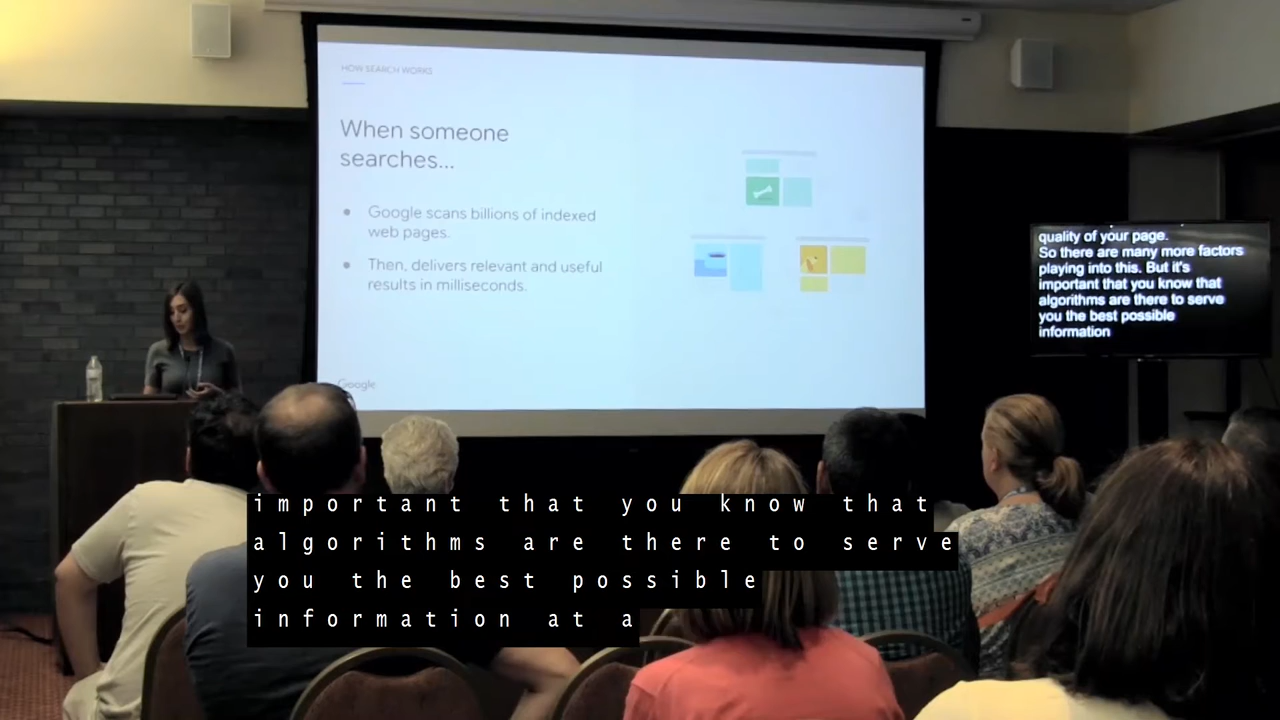 HOW SEARCH WORKS
When someone
searches...
● Google scans billions of indexed
web pages.
● Then, delivers relevant and useful
results in milliseconds.
Google
quality of your page.
So there are many more factors
playing into this. But it's
important that you know that
algorithms are there to serve
you the best possible
information
important that you know that
algorithms are there to serve
you the best possible
information at a